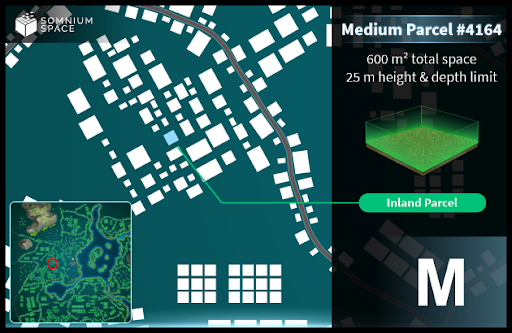 SOMNIUM
SPACE
Medium Parcel #4164
600 m² total space
25 m height & depth limit
Inland Parcel
M